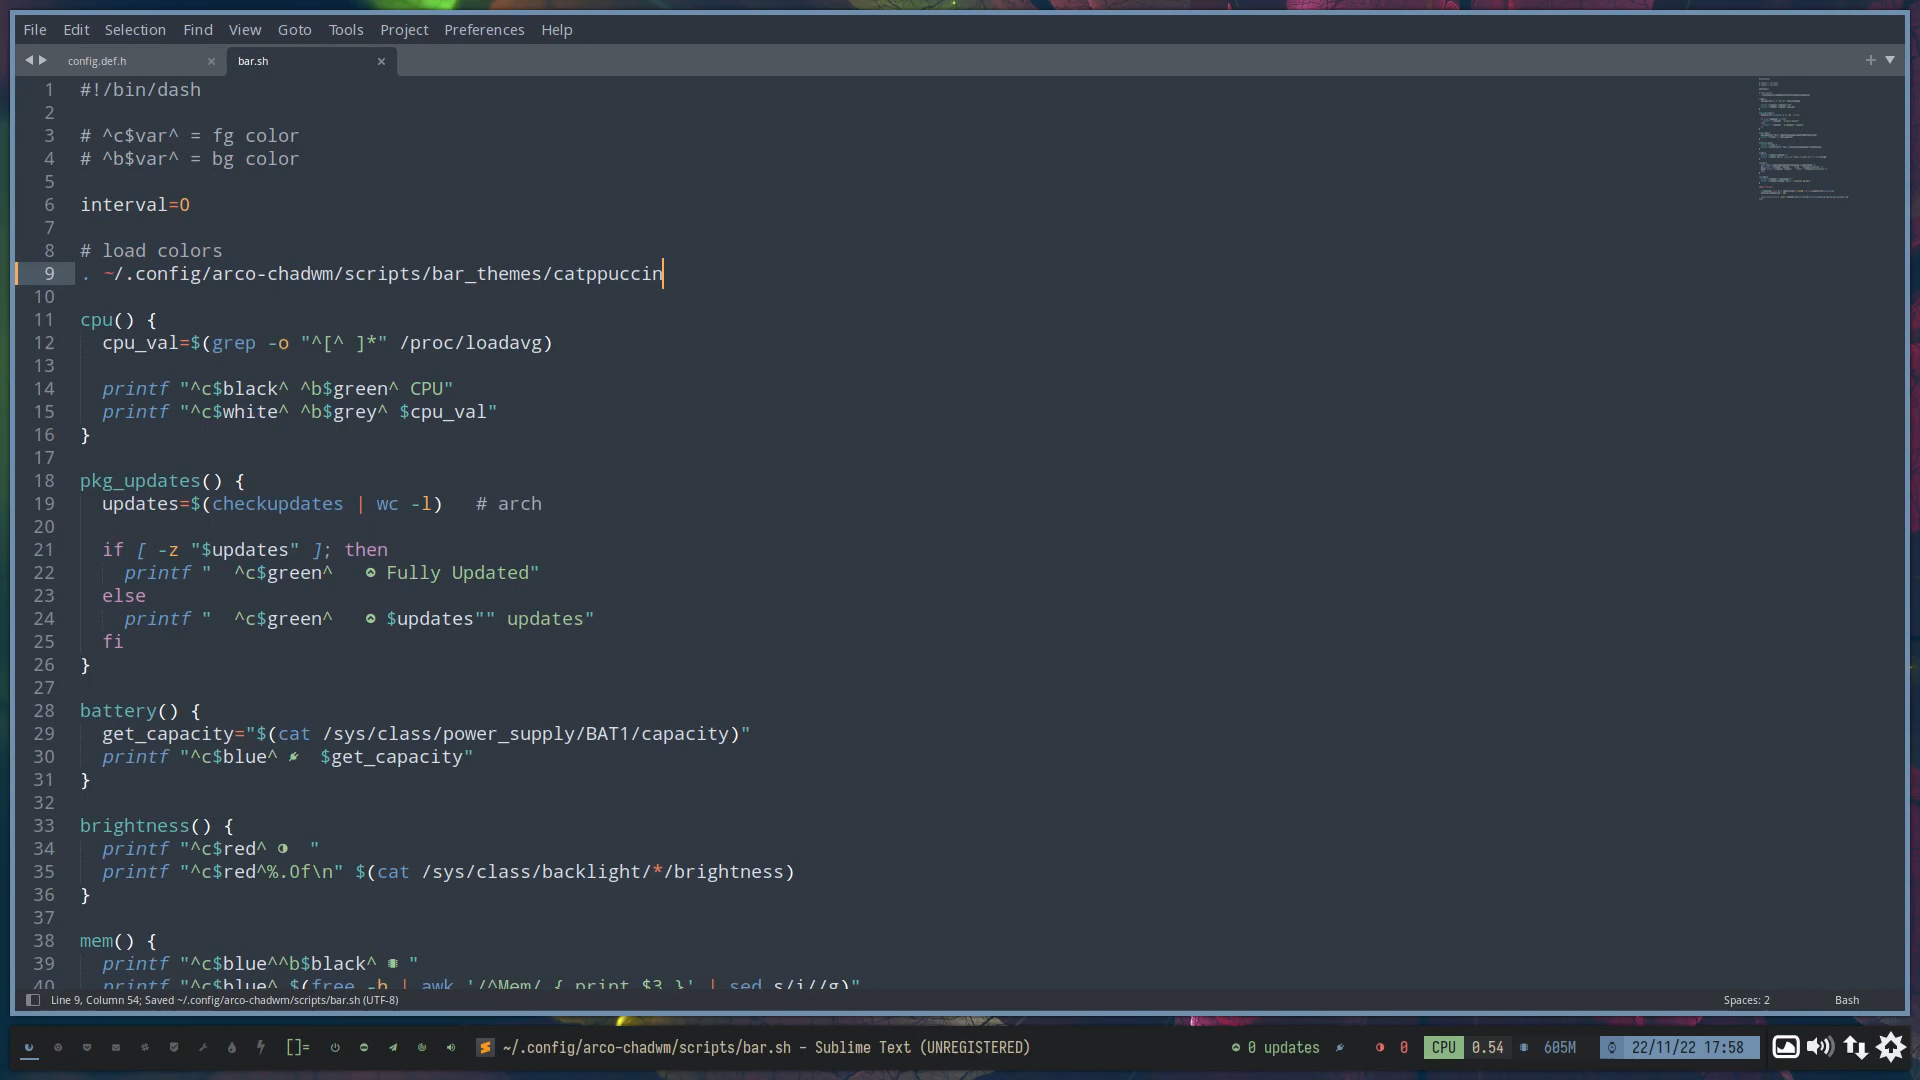 File Edit Selection Find View Goto Tools Project Preferences Help
config.def.h bar.sh
1 #!/bin/dash
2
3 # ^c$var^ = fg color
4 # ^b$var^ = bg color
5
6 interval=0
7
8 # load colors
9 . ~/.config/arco-chadwm/scripts/bar_themes/catppuccin
10
11 cpu() {
12 cpu_val=$(grep -o "^[^ ]*" /proc/loadavg)
13
14 printf "^c$black^ ^b$green^ CPU"
15 printf "^c$white^ ^b$grey^ $cpu_val"
16 }
17
18 pkg_updates() {
19 updates=$(checkupdates | wc -l) # arch
20
21 if [ -z "$updates" ]; then
22 printf " ^c$green^ Fully Updated"
23 else
24 printf " ^c$green^ $updates"" updates"
25 fi
26 }
27
28 battery() {
29 get_capacity="$(cat /sys/class/power_supply/BAT1/capacity)"
30 printf "^c$blue^ $get_capacity"
31 }
32
33 brightness() {
34 printf "^c$red^ "
35 printf "^c$red^%.0f\n" $(cat /sys/class/backlight/*/brightness)
36 }
37
38 mem() {
39 printf "^c$blue^^b$black^ "
40 printf "^c$blue^ $(free -h | awk '/^Mem/ { print $3 }' | sed s/i//g)"
Line 9, Column 54; Saved ~/.config/arco-chadwm/scripts/bar.sh (UTF-8) Spaces: 2 Bash
[]= ~/.config/arco-chadwm/scripts/bar.sh - Sublime Text (UNREGISTERED) 0 updates 0 CPU 0.54 605M 22/11/22 17:58